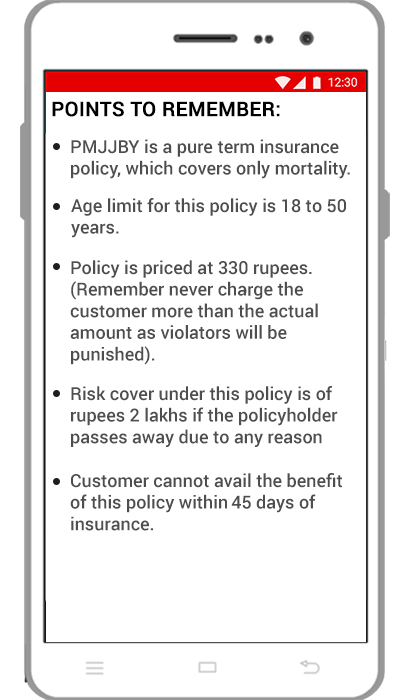 12:30
POINTS TO REMEMBER:
• PMJJBY is a pure term insurance
policy, which covers only mortality.
• Age limit for this policy is 18 to 50
years.
• Policy is priced at 330 rupees.
(Remember never charge the
customer more than the actual
amount as violators will be
punished).
• Risk cover under this policy is of
rupees 2 lakhs if the policyholder
passes away due to any reason
• Customer cannot avail the benefit
of this policy within 45 days of
insurance.